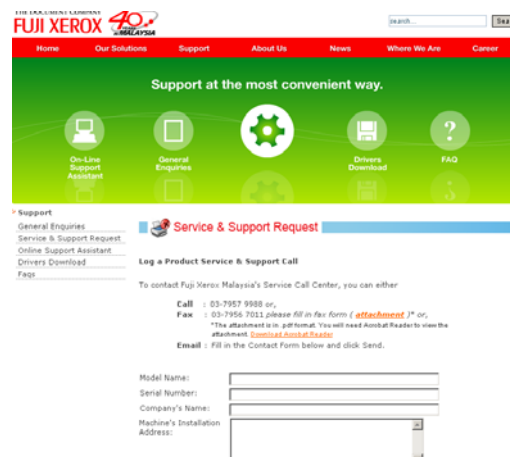 THE DOCUMENT COMPANY
FUJI XEROX 40 YEARS in MALAYSIA
search...
Sea
Home Our Solutions Support About Us News Where We Are Career
Support at the most convenient way.
On-Line Support Assistant
General Enquiries
Drivers Download
? FAQ
Support
General Enquiries
Service & Support Request
Online Support Assistant
Drivers Download
Faqs
Service & Support Request
Log a Product Service & Support Call
To contact Fuji Xerox Malaysia's Service Call Center, you can either
Call : 03-7957 9988 or,
Fax : 03-7956 7011 please fill in fax form ( attachment )* or,
*The attachment is in .pdf format. You will need Acrobat Reader to view the
attachment. Download Acrobat Reader
Email : Fill in the Contact Form below and click Send.
Model Name:
Serial Number:
Company's Name:
Machine's Installation
Address: